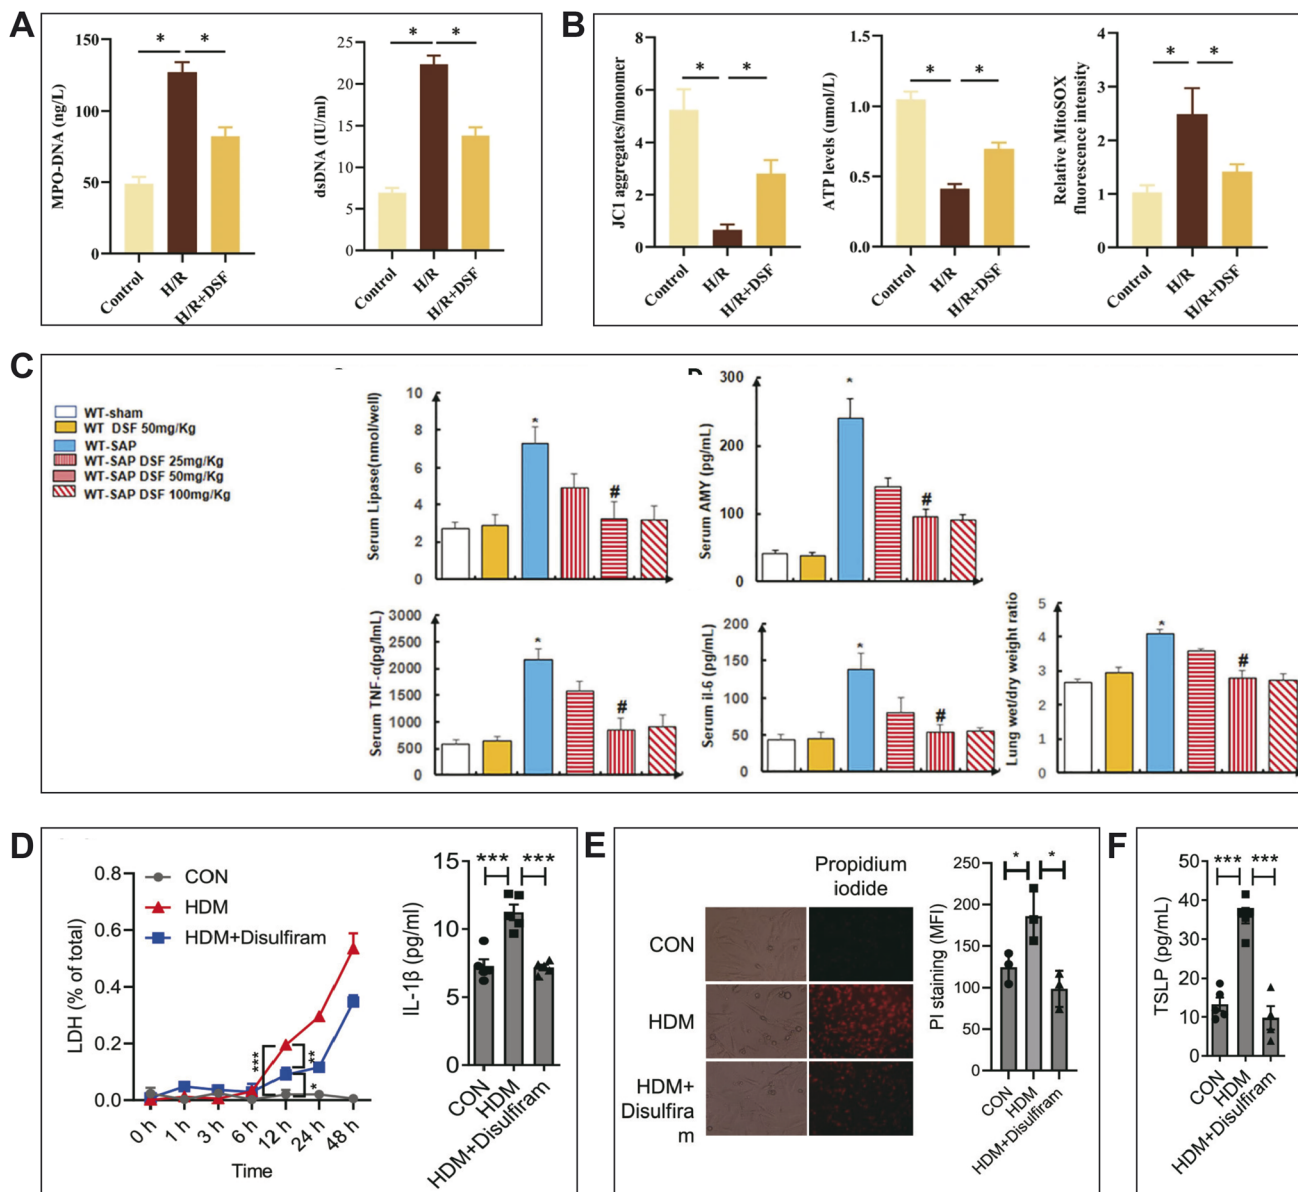 A
MPO-DNA (ng/L)
150
100
50
0
* *
Control
H/R
H/R+DSF
dsDNA (IU/ml)
25
20
15
10
5
0
* *
Control
H/R
H/R+DSF
B
JC1 aggregates/monomer
8
6
4
2
0
* *
Control
H/R
H/R+DSF
ATP levels (umol/L)
1.5
1.0
0.5
0.0
* *
Control
H/R
H/R+DSF
Relative MitoSOX
fluorescence intensity
4
3
2
1
0
* *
Control
H/R
H/R+DSF
C
WT-sham
WT DSF 50mg/Kg
WT-SAP
WT-SAP DSF 25mg/Kg
WT-SAP DSF 50mg/Kg
WT-SAP DSF 100mg/Kg
Serum Lipase(nmol/well)
10
8
6
4
2
0
*
#
Serum AMY (pg/mL)
300
200
100
0
*
#
Serum TNF-α(pg/lmL)
3000
2500
2000
1500
1000
500
0
*
#
Serum il-6 (pg/mL)
200
150
100
50
0
*
#
Lung wet/dry weight ratio
5
4
3
2
1
0
*
#
D
LDH (% of total)
0.8
0.6
0.4
0.2
0.0
CON
HDM
HDM+Disulfiram
***
**
*
0 h
1 h
3 h
6 h
12 h
24 h
48 h
Time
IL-1β (pg/ml)
15
10
5
0
*** ***
CON
HDM
HDM+Disulfiram
E
Propidium
iodide
CON
HDM
HDM+
Disulfira
m
PI staining (MFI)
250
200
150
100
50
0
* *
CON
HDM
HDM+Disulfiram
F
TSLP (pg/mL)
50
40
30
20
10
0
*** ***
CON
HDM
HDM+Disulfiram